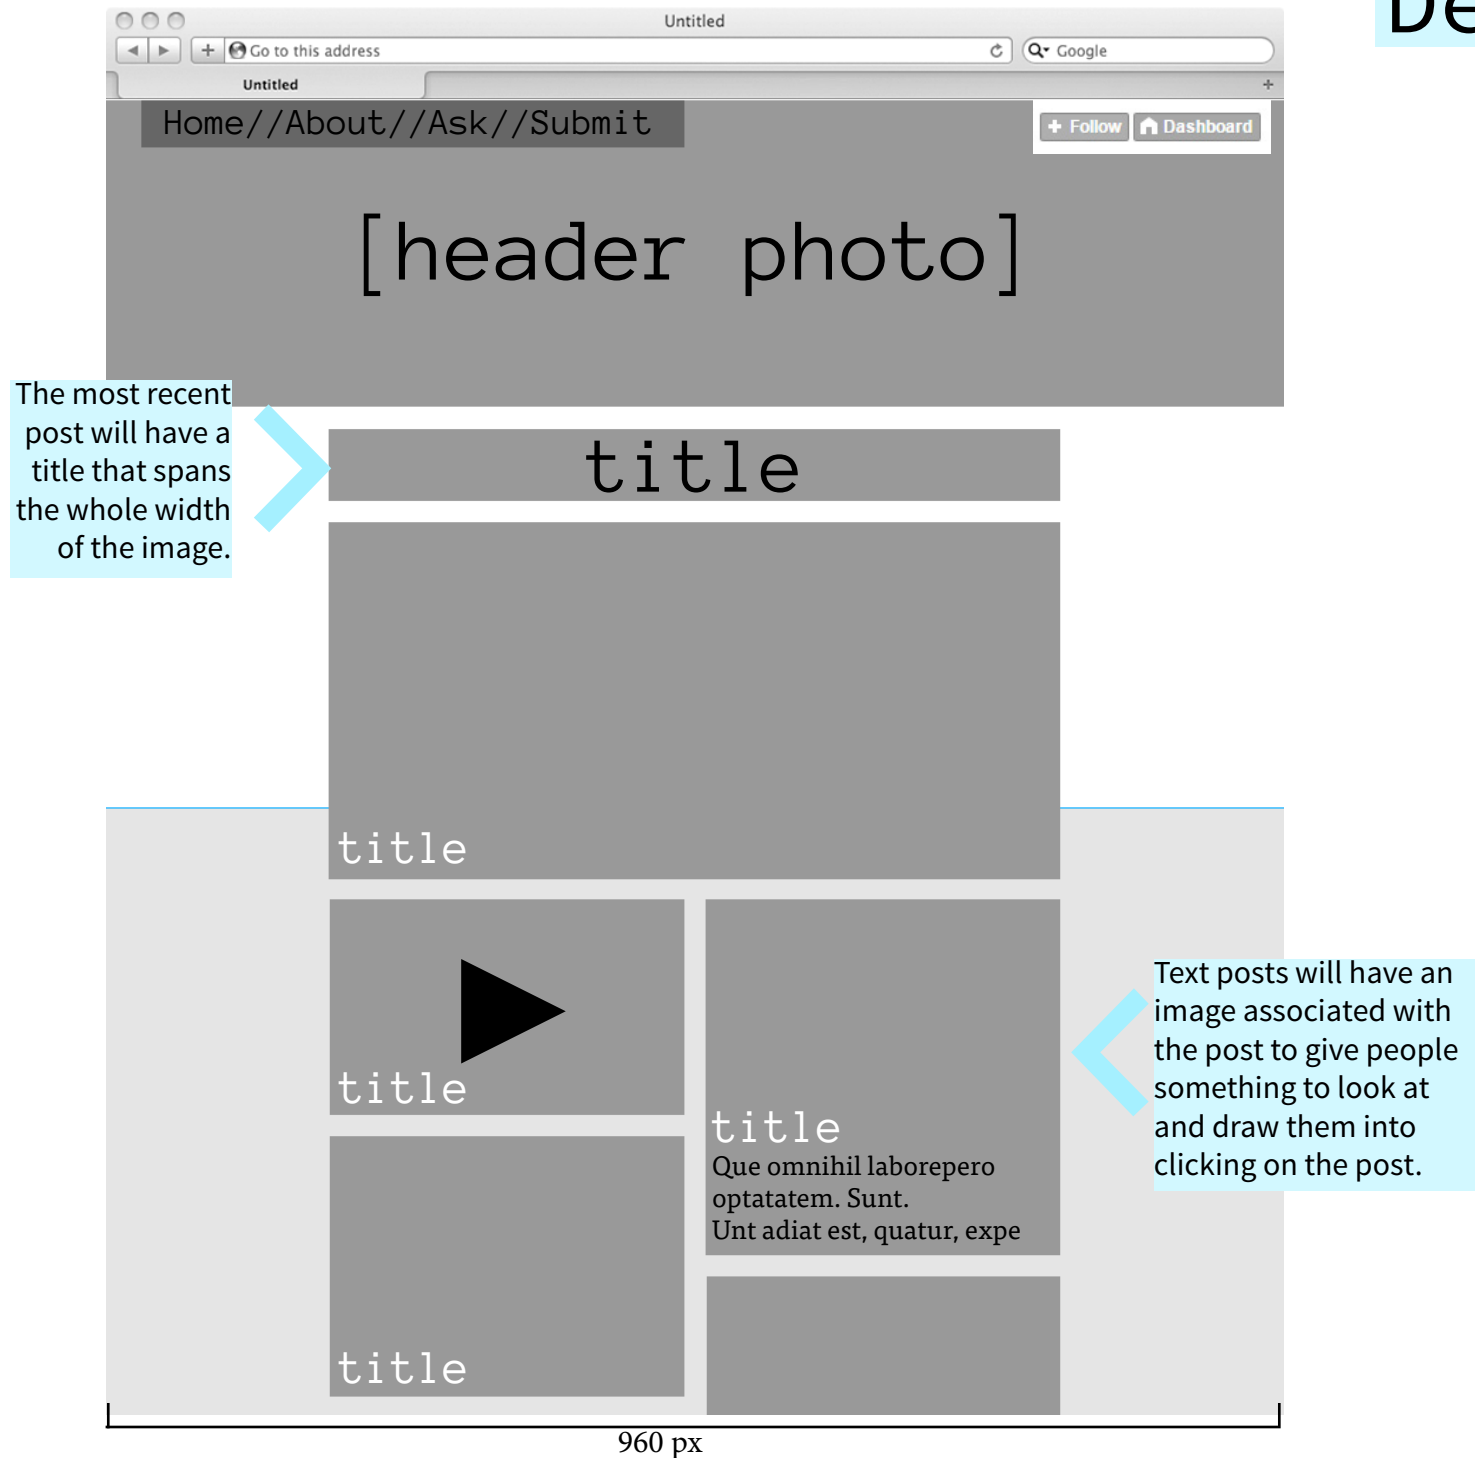 De
Untitled
Go to this address
Google
Untitled
Home//About//Ask//Submit
Follow
Dashboard
[header photo]
The most recent
post will have a
title that spans
the whole width
of the image.
title
title
title
title
Que omnihil laborepero
optatatem. Sunt.
Unt adiat est, quatur, expe
Text posts will have an
image associated with
the post to give people
something to look at
and draw them into
clicking on the post.
title
960 px